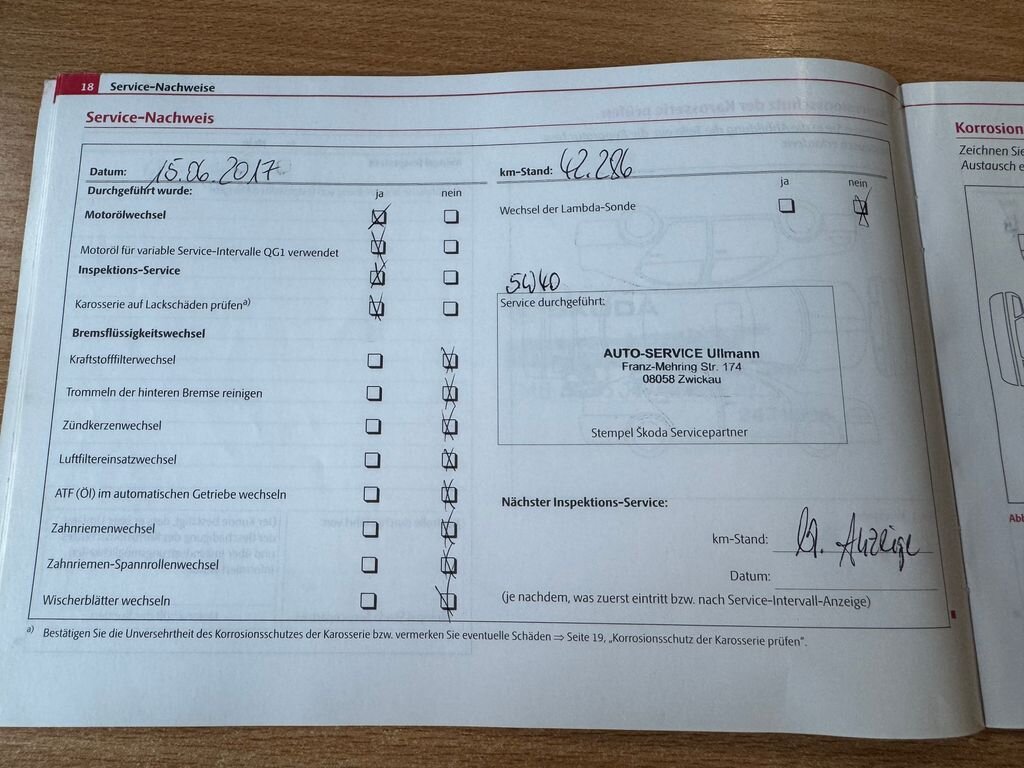 18 Service-Nachweise
Service-Nachweis
Datum: 15.06.2017
Durchgeführt wurde: ja nein
Motorölwechsel
Motoröl für variable Service-Intervalle QG1 verwendet
Inspektions-Service
Karosserie auf Lackschäden prüfen a)
Bremsflüssigkeitswechsel
Kraftstofffilterwechsel
Trommeln der hinteren Bremse reinigen
Zündkerzenwechsel
Luftfiltereinsatzwechsel
ATF (Öl) im automatischen Getriebe wechseln
Zahnriemenwechsel
Zahnriemen-Spannrollenwechsel
Wischerblätter wechseln
km-Stand: 42.286
ja nein
Wechsel der Lambda-Sonde
5W40
Service durchgeführt:
AUTO-SERVICE Ullmann
Franz-Mehring Str. 174
08058 Zwickau
Stempel Škoda Servicepartner
Nächster Inspektions-Service:
km-Stand: lt. Anzeige
Datum:
(je nachdem, was zuerst eintritt bzw. nach Service-Intervall-Anzeige)
a) Bestätigen Sie die Unversehrtheit des Korrosionsschutzes der Karosserie bzw. vermerken Sie eventuelle Schäden ⇒ Seite 19, „Korrosionsschutz der Karosserie prüfen“.
Korrosion
Zeichnen Sie
Austausch e
Abb